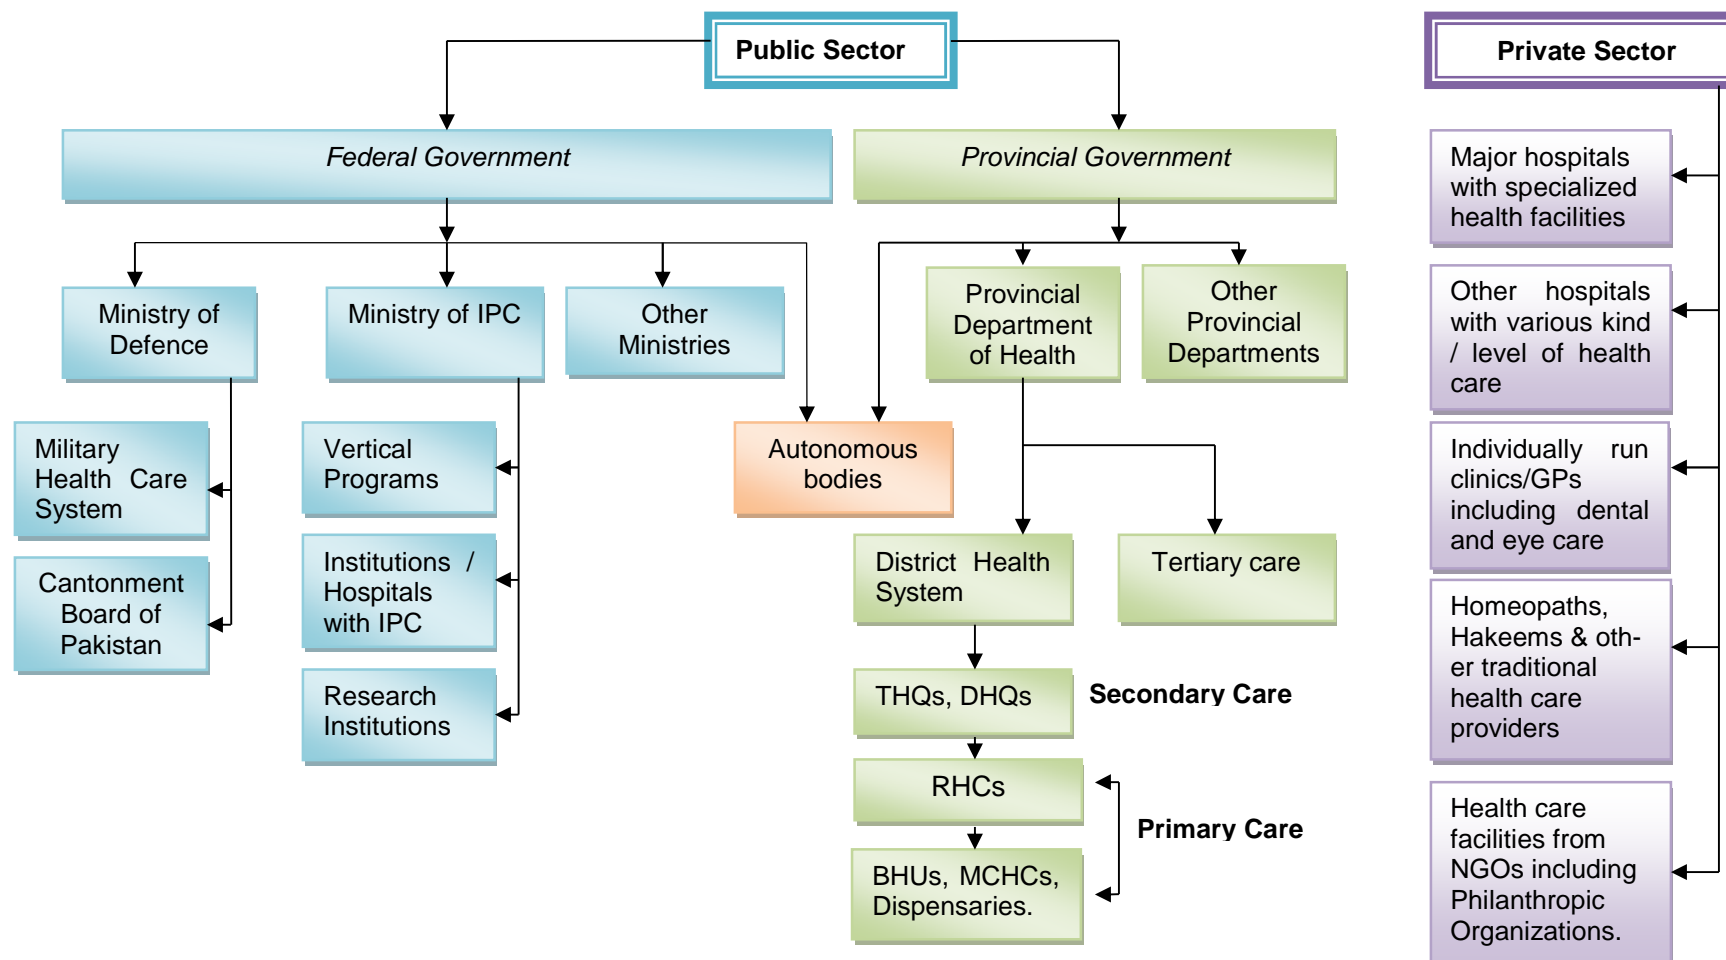 Public Sector
Private Sector
Federal Government
Provincial Government
Ministry of
Defence
Ministry of IPC
Other
Ministries
Provincial
Department
of Health
Other
Provincial
Departments
Military
Health Care
System
Cantonment
Board of
Pakistan
Vertical
Programs
Institutions /
Hospitals
with IPC
Research
Institutions
Autonomous
bodies
District Health
System
Tertiary care
THQs, DHQs
Secondary Care
RHCs
Primary Care
BHUs, MCHCs,
Dispensaries.
Major hospitals
with specialized
health facilities
Other hospitals
with various kind
/ level of health
care
Individually run
clinics/GPs
including dental
and eye care
Homeopaths,
Hakeems & oth-
er traditional
health care
providers
Health care
facilities from
NGOs including
Philanthropic
Organizations.